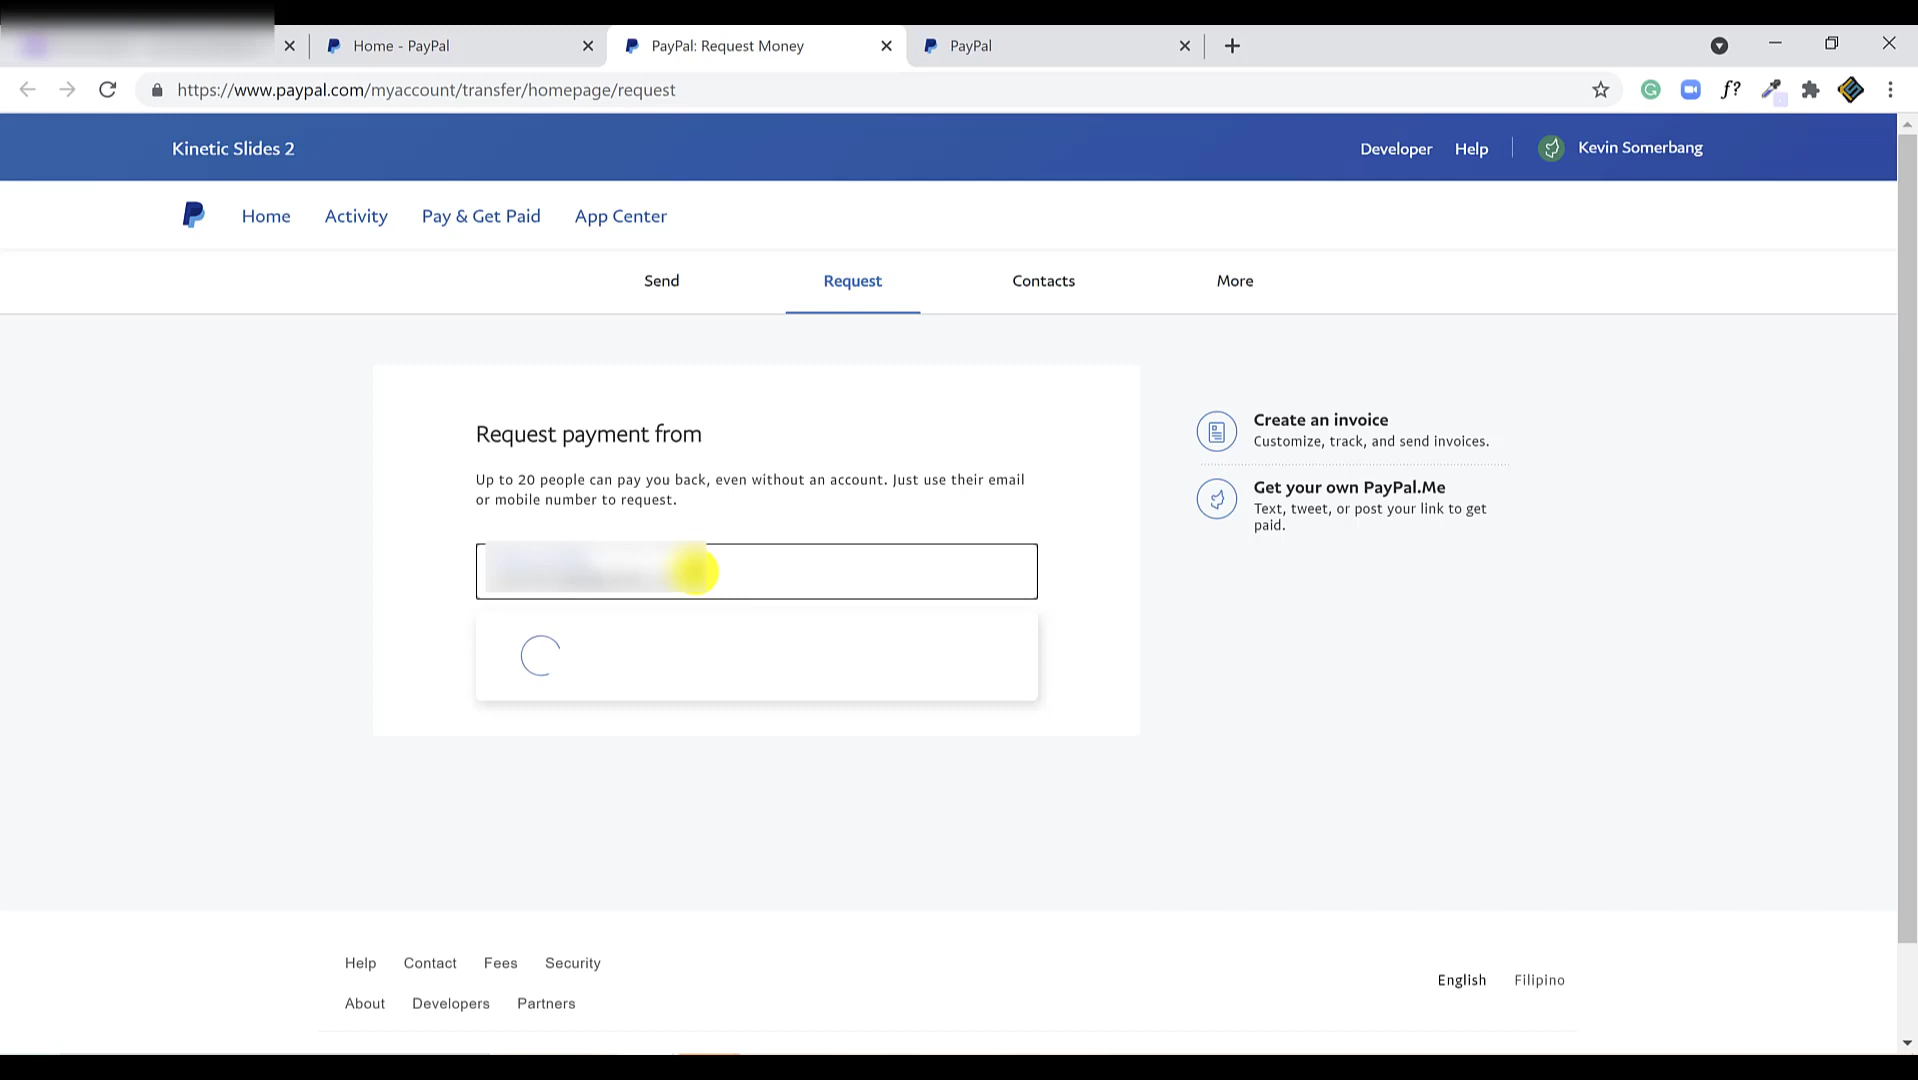 Home - PayPal
PayPal: Request Money
PayPal
https://www.paypal.com/myaccount/transfer/homepage/request
f?
Kinetic Slides 2
Developer Help Kevin Somerbang
Home Activity Pay & Get Paid App Center
Send Request Contacts More
Request payment from
Up to 20 people can pay you back, even without an account. Just use their email
or mobile number to request.
Create an invoice
Customize, track, and send invoices.
Get your own PayPal.Me
Text, tweet, or post your link to get
paid.
Help Contact Fees Security
About Developers Partners
English Filipino